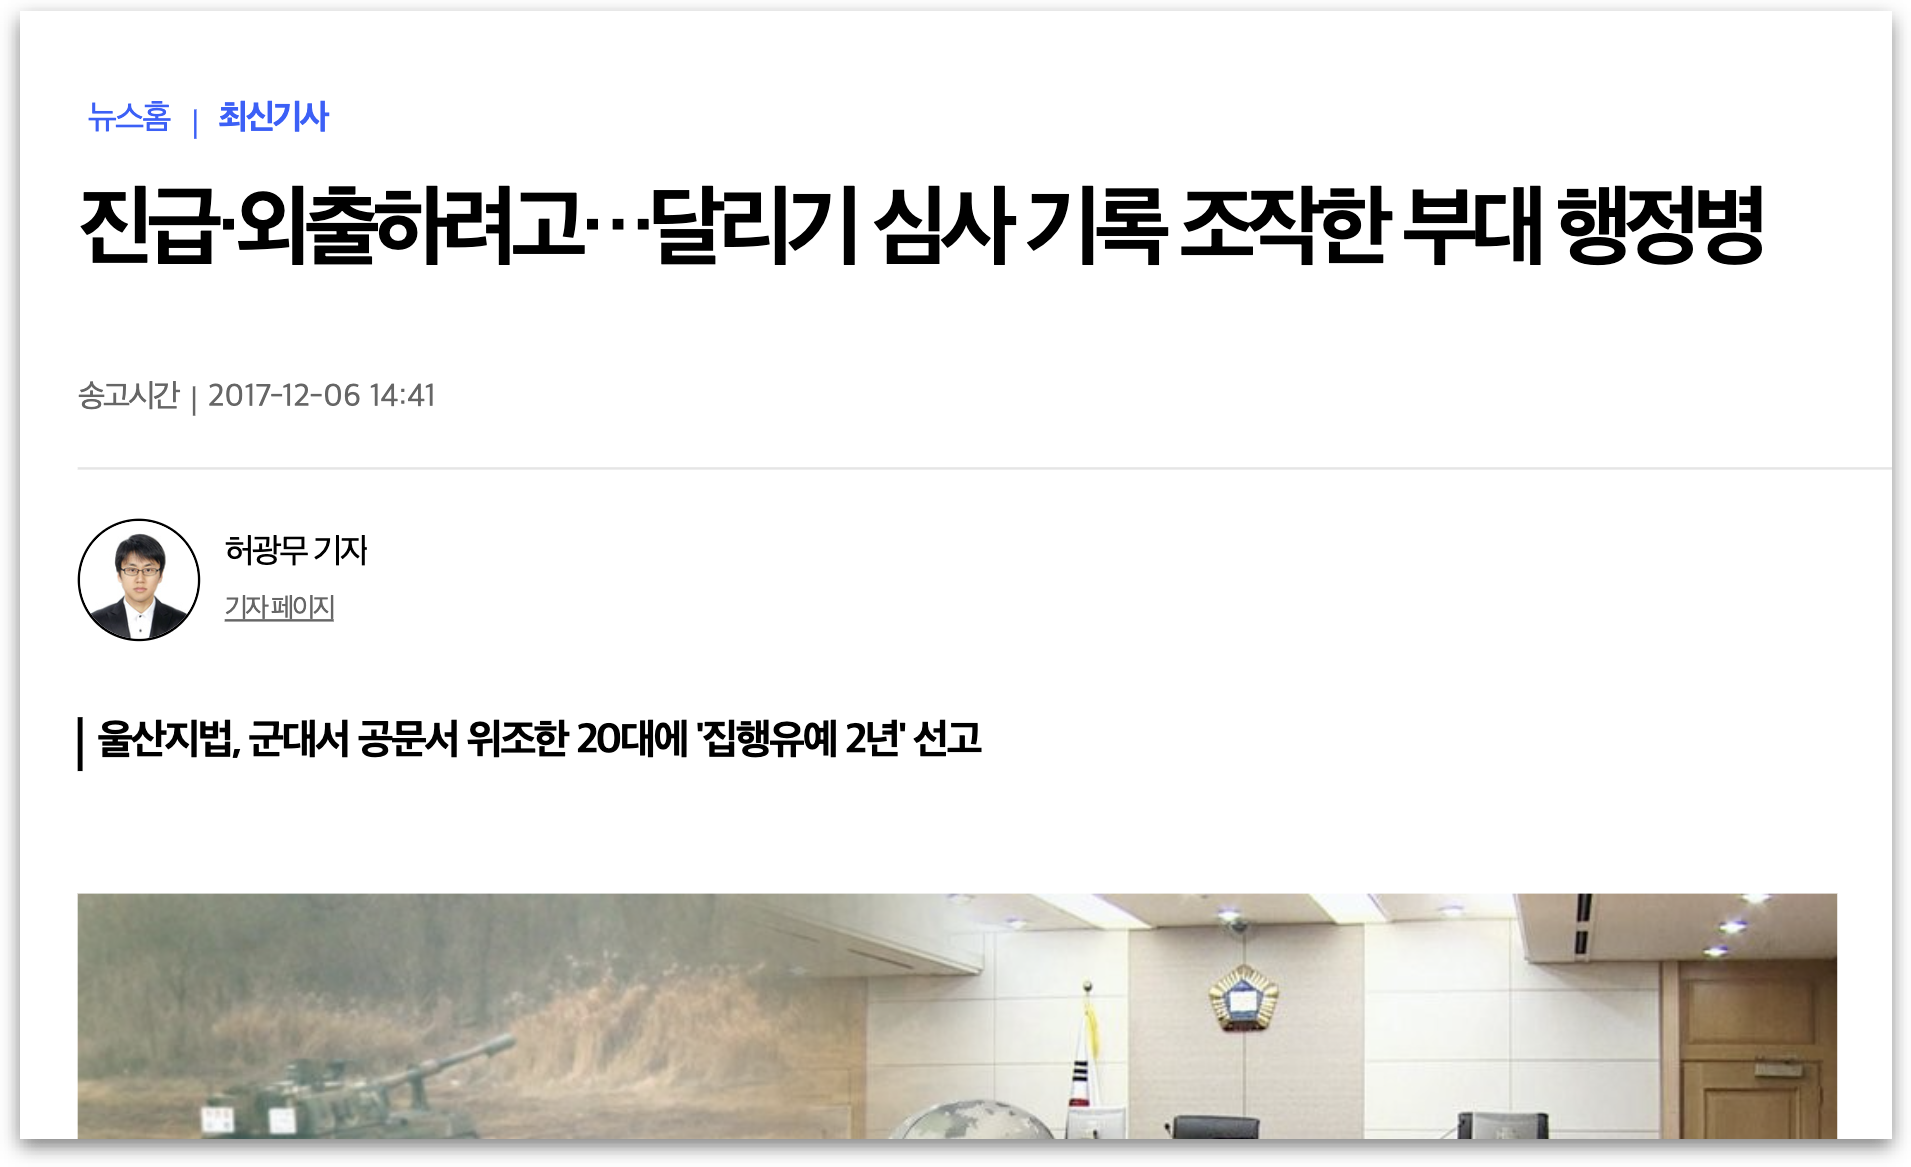 뉴스홈 | 최신기사
진급·외출하려고…달리기 심사 기록 조작한 부대 행정병
송고시간 | 2017-12-06 14:41
허광무 기자
기자 페이지
울산지법, 군대서 공문서 위조한 20대에 '집행유예 2년' 선고